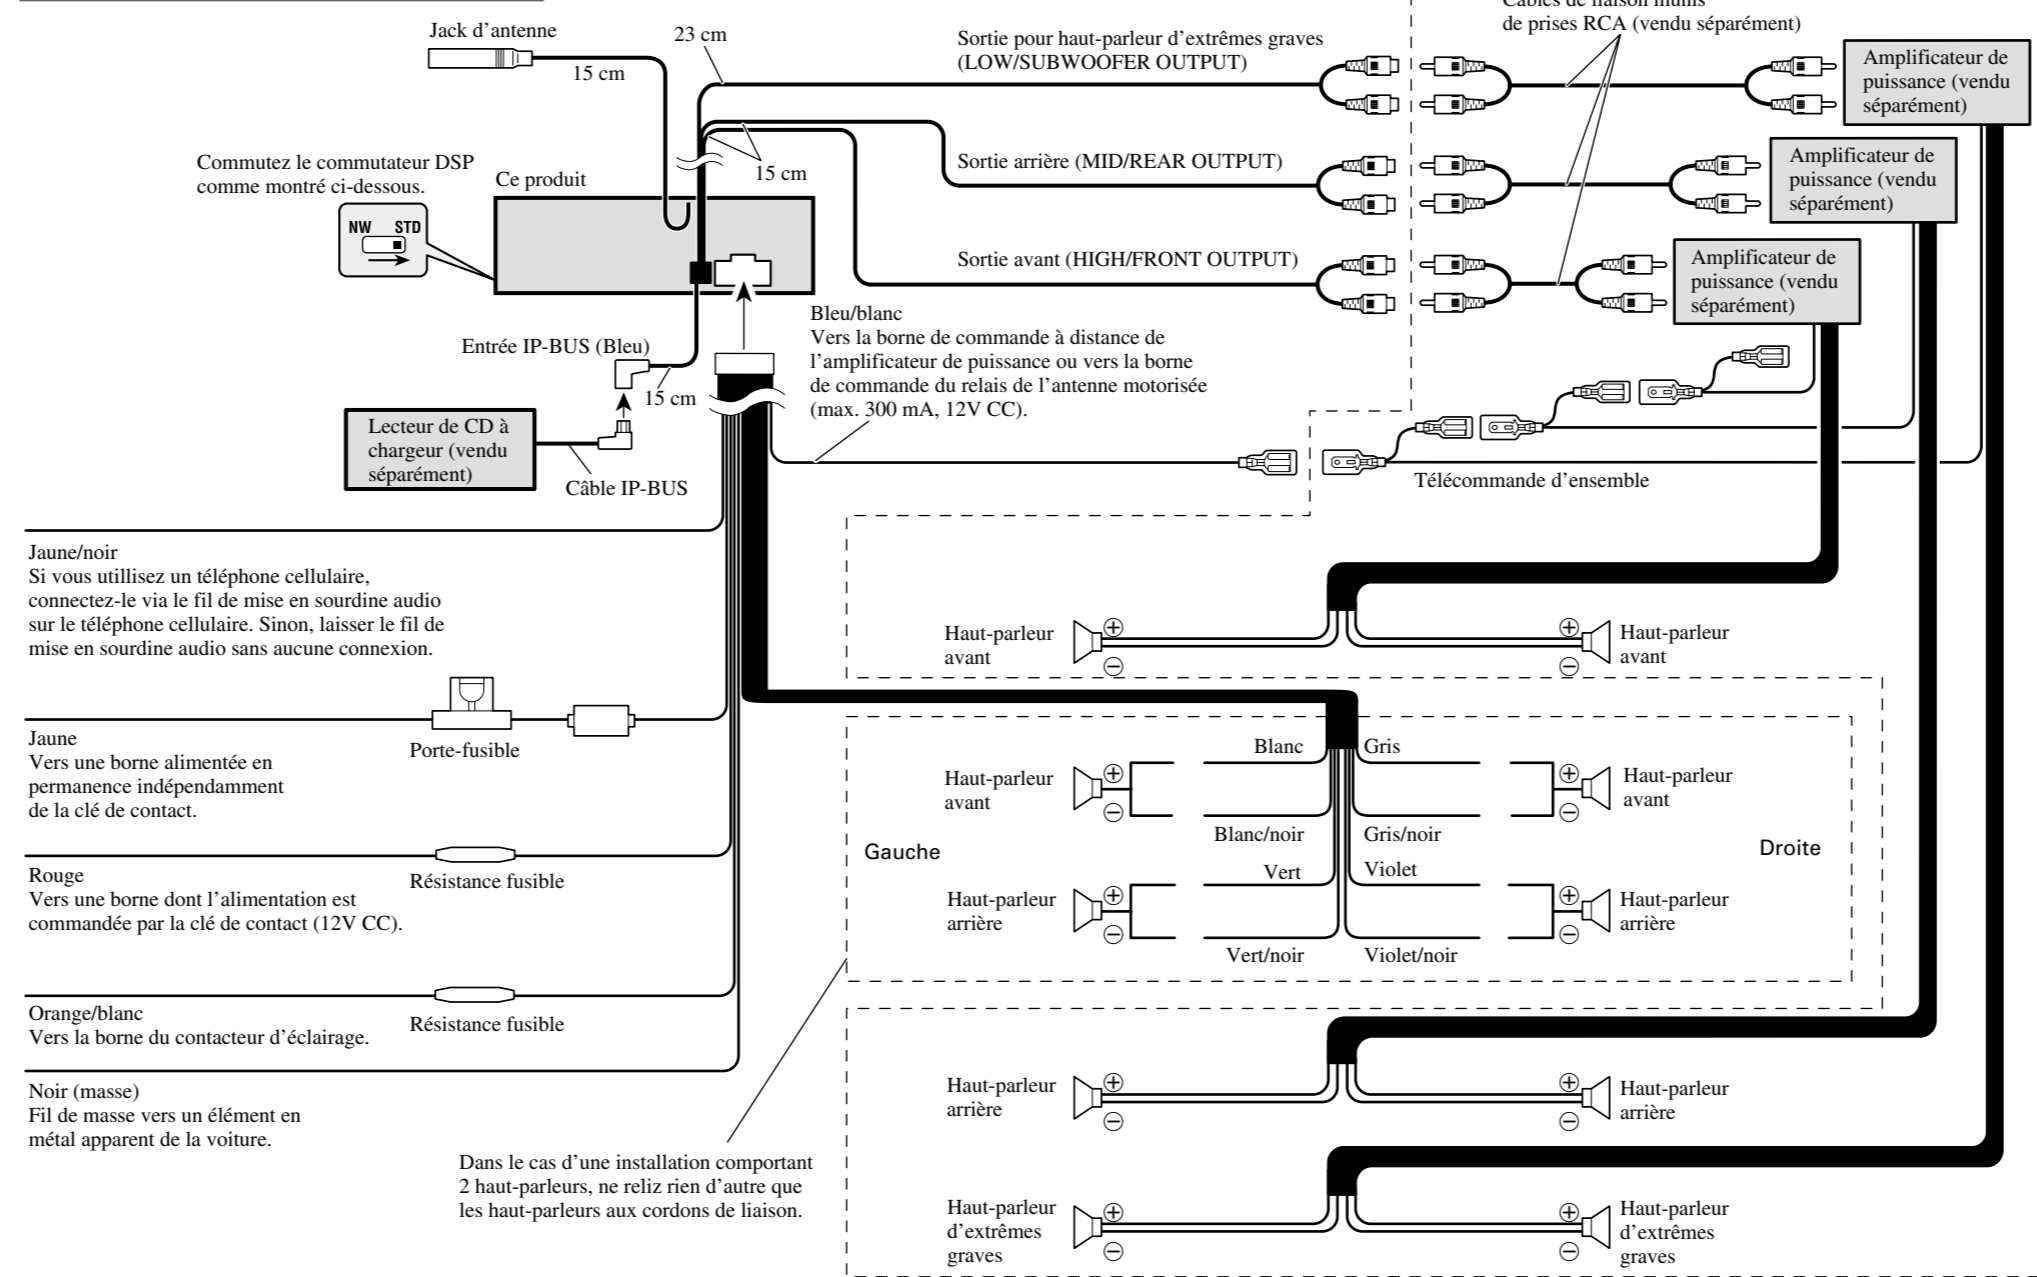 Câbles de liaison munis
de prises RCA (vendu séparément)
Jack d’antenne
15 cm
23 cm
Sortie pour haut-parleur d’extrêmes graves
(LOW/SUBWOOFER OUTPUT)
Amplificateur de
puissance (vendu
séparément)
Commutez le commutateur DSP
comme montré ci-dessous.
NW STD
Ce produit
15 cm
Sortie arrière (MID/REAR OUTPUT)
Amplificateur de
puissance (vendu
séparément)
Sortie avant (HIGH/FRONT OUTPUT)
Amplificateur de
puissance (vendu
séparément)
Entrée IP-BUS (Bleu)
15 cm
Bleu/blanc
Vers la borne de commande à distance de
l’amplificateur de puissance ou vers la borne
de commande du relais de l’antenne motorisée
(max. 300 mA, 12V CC).
Lecteur de CD à
chargeur (vendu
séparément)
Câble IP-BUS
Télécommande d’ensemble
Jaune/noir
Si vous utillisez un téléphone cellulaire,
connectez-le via le fil de mise en sourdine audio
sur le téléphone cellulaire. Sinon, laisser le fil de
mise en sourdine audio sans aucune connexion.
Haut-parleur
avant
⊕
⊖
⊕
⊖
Haut-parleur
avant
Jaune
Vers une borne alimentée en
permanence indépendamment
de la clé de contact.
Porte-fusible
Blanc
Gris
Haut-parleur
avant
⊕
⊖
⊕
⊖
Haut-parleur
avant
Blanc/noir
Gris/noir
Gauche
Droite
Rouge
Vers une borne dont l’alimentation est
commandée par la clé de contact (12V CC).
Résistance fusible
Vert
Violet
Haut-parleur
arrière
⊕
⊖
⊕
⊖
Haut-parleur
arrière
Vert/noir
Violet/noir
Orange/blanc
Vers la borne du contacteur d’éclairage.
Résistance fusible
Noir (masse)
Fil de masse vers un élément en
métal apparent de la voiture.
Haut-parleur
arrière
⊕
⊖
⊕
⊖
Haut-parleur
arrière
Dans le cas d’une installation comportant
2 haut-parleurs, ne reliz rien d’autre que
les haut-parleurs aux cordons de liaison.
Haut-parleur
d’extrêmes
graves
⊕
⊖
⊕
⊖
Haut-parleur
d’extrêmes
graves